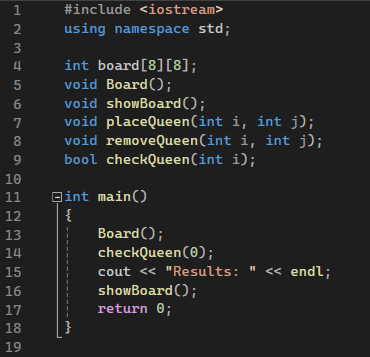 1 #include <iostream>
2 using namespace std;
3
4 int board[8][8];
5 void Board();
6 void showBoard();
7 void placeQueen(int i, int j);
8 void removeQueen(int i, int j);
9 bool checkQueen(int i);
10
11 int main()
12 {
13 Board();
14 checkQueen(0);
15 cout << "Results: " << endl;
16 showBoard();
17 return 0;
18 }
19